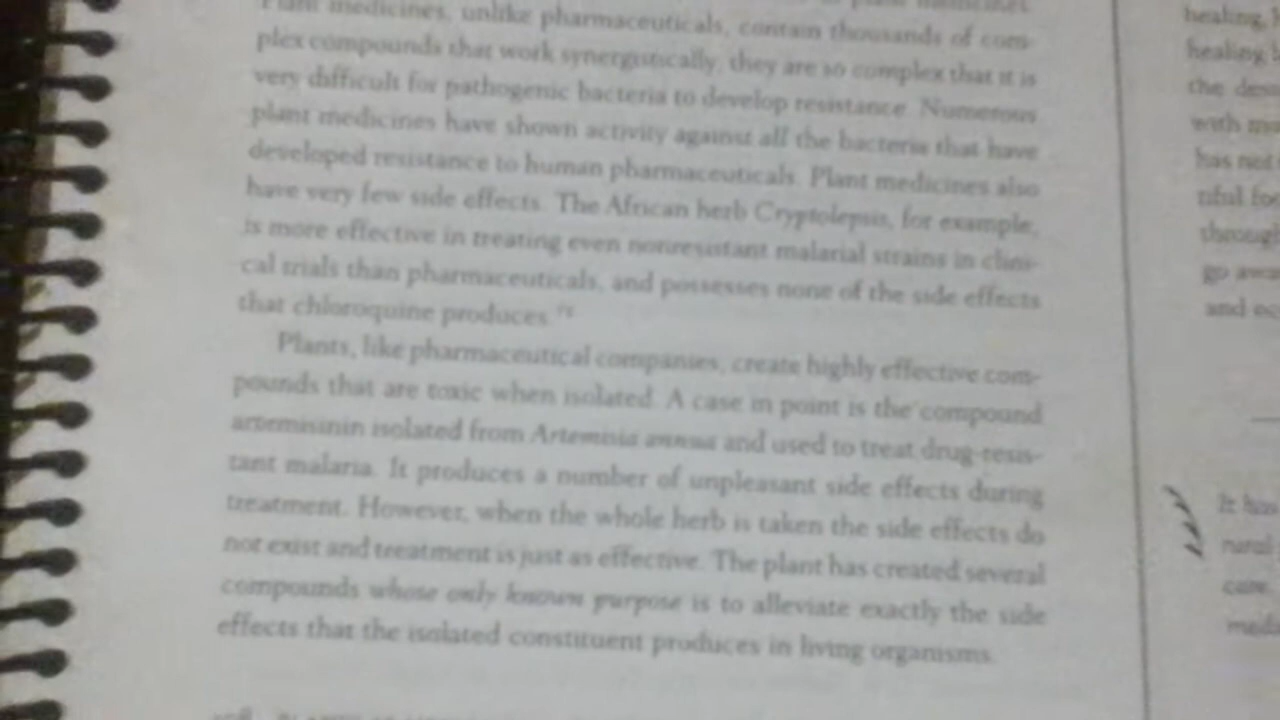 Plant medicines, unlike pharmaceuticals, contain thousands of com-
plex compounds that work synergistically, they are so complex that it is
very difficult for pathogenic bacteria to develop resistance. Numerous
plant medicines have shown activity against all the bacteria that have
developed resistance to human pharmaceuticals. Plant medicines also
have very few side effects. The African herb Cryptolepsis, for example,
is more effective in treating even nonresistant malarial strains in clini-
cal trials than pharmaceuticals, and possesses none of the side effects
that chloroquine produces.
Plants, like pharmaceutical companies, create highly effective com-
pounds that are toxic when isolated. A case in point is the compound
artemisinin isolated from Artemisia annua and used to treat drug-resis-
tant malaria. It produces a number of unpleasant side effects during
treatment. However, when the whole herb is taken the side effects do
not exist and treatment is just as effective. The plant has created several
compounds whose only known purpose is to alleviate exactly the side
effects that the isolated constituent produces in living organisms.
healing,
healing
the
with
has not
through
go
and
It